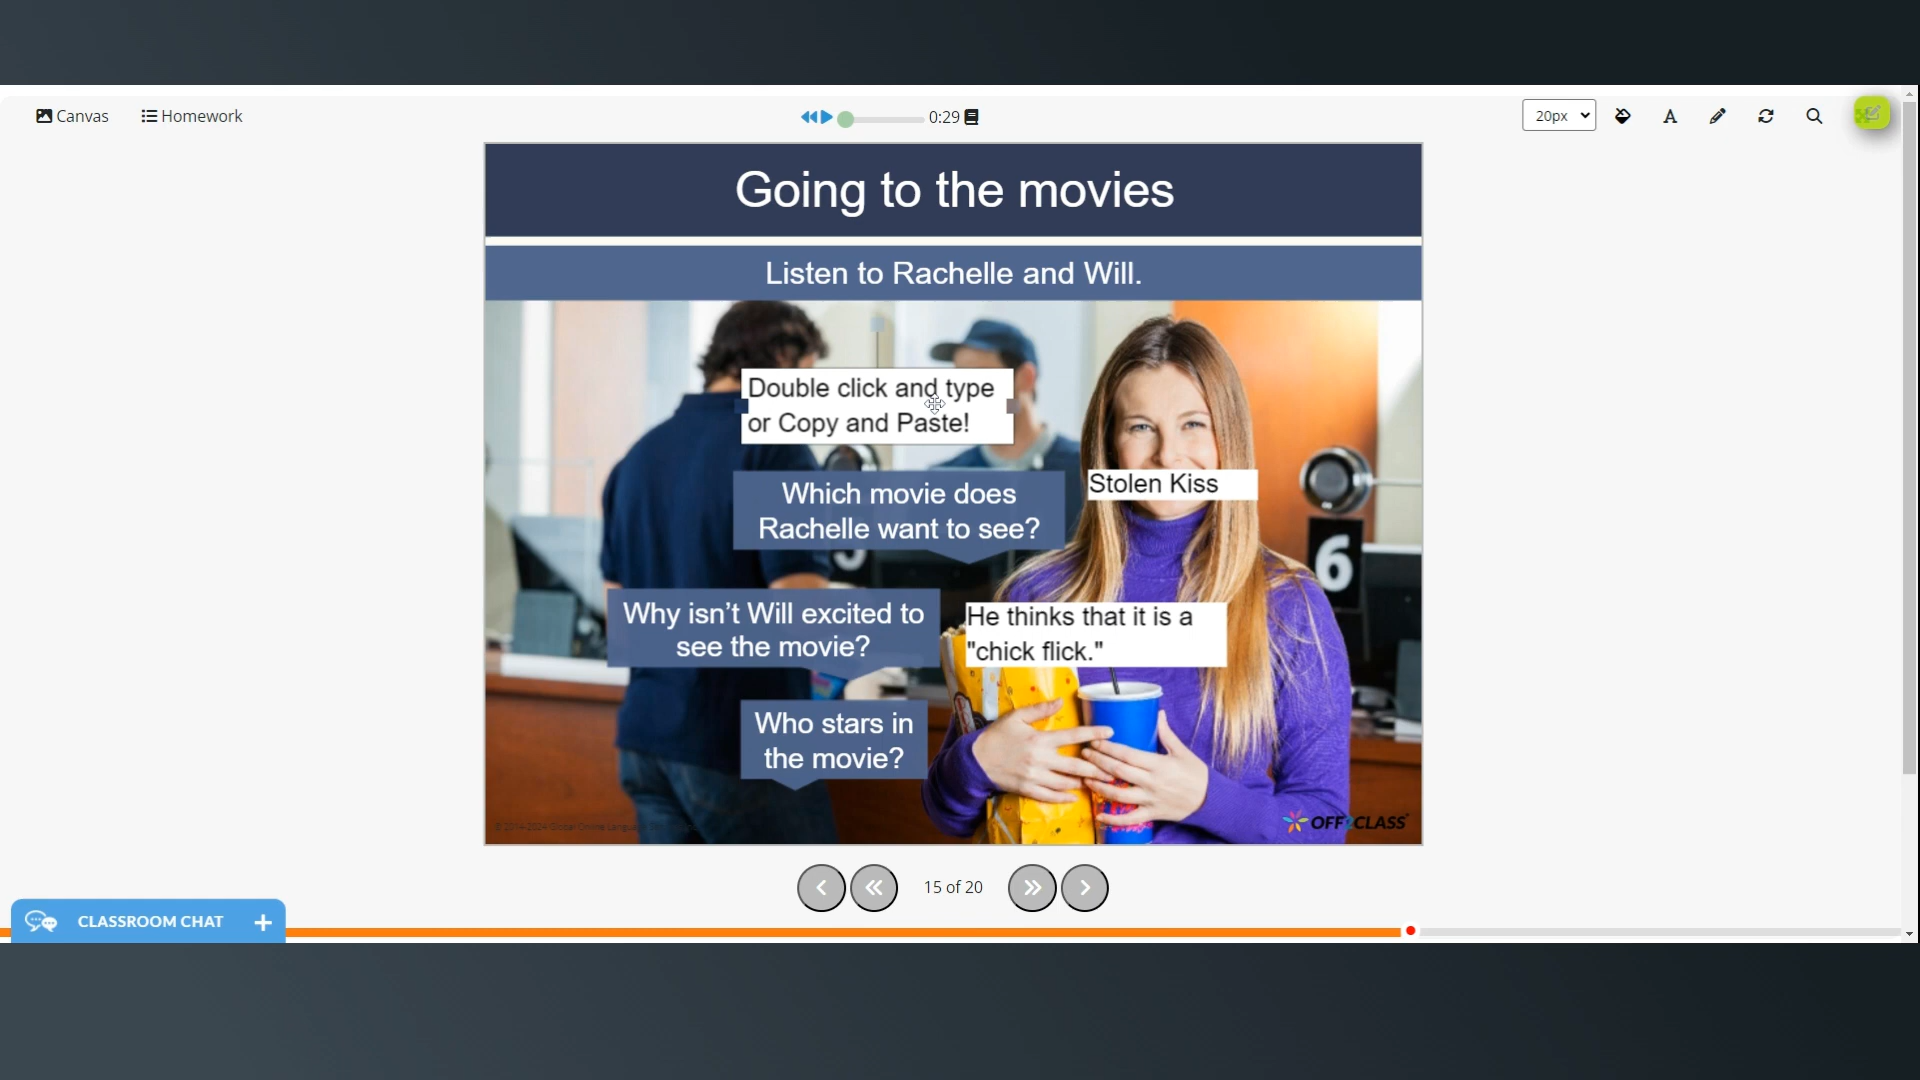 Canvas
Homework
0:29
20px
A
Going to the movies
Listen to Rachelle and Will.
Double click and type
or Copy and Paste!
Which movie does
Rachelle want to see?
Stolen Kiss
6
Why isn't Will excited to
see the movie?
He thinks that it is a
"chick flick."
Who stars in
the movie?
OFF2CLASS
15 of 20
CLASSROOM CHAT +